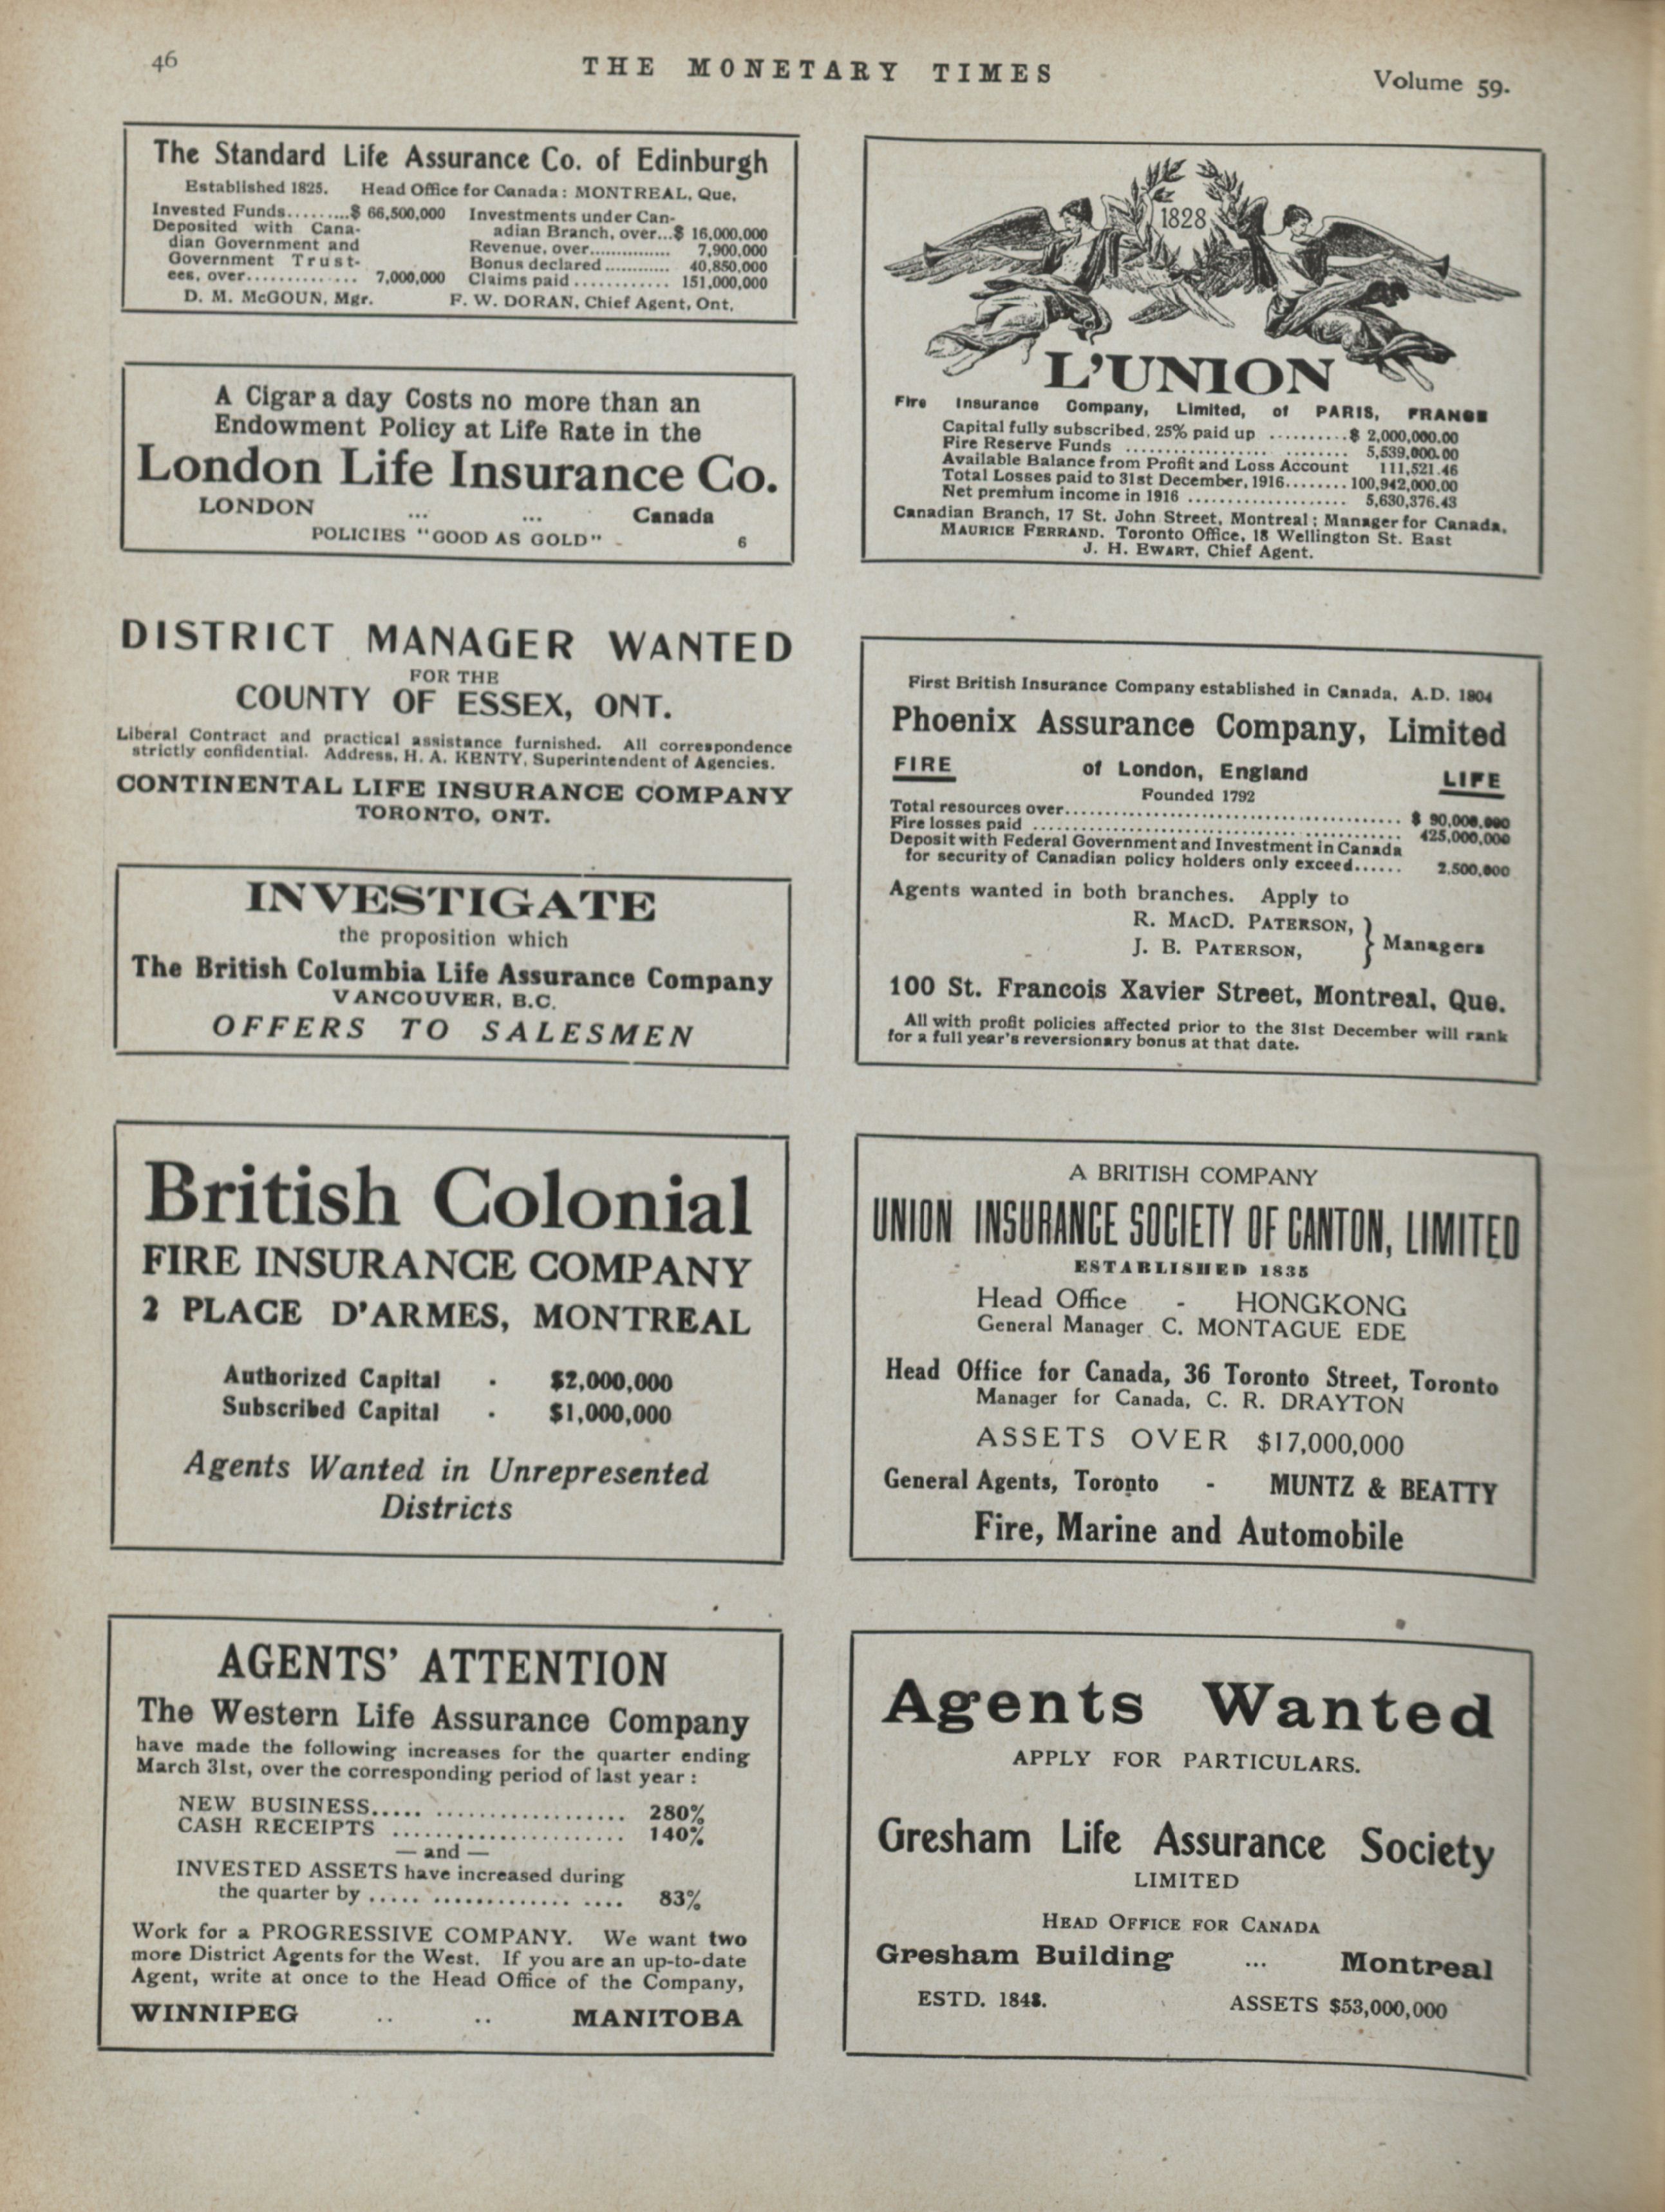 46
THE MONETARY TIMES
Volume 59.
The Standard Life Assurance Co. of Edinburgh
Established 1825. Head Office for Canada: MONTREAL, Que.
Invested Funds.........$ 66,500,000
Deposited with Cana-
dian Government and
Government Trust-
ees, over.............. 7,000,000
Investments under Can-
adian Branch, over...$ 16,000,000
Revenue, over............... 7,900,000
Bonus declared............ 40,850,000
Claims paid............ 151,000,000
D. M. McGOUN, Mgr. F. W. DORAN, Chief Agent, Ont.
A Cigar a day Costs no more than an
Endowment Policy at Life Rate in the
London Life Insurance Co.
LONDON ... ... Canada
POLICIES "GOOD AS GOLD" 6
DISTRICT MANAGER WANTED
FOR THE
COUNTY OF ESSEX, ONT.
Liberal Contract and practical assistance furnished. All correspondence
strictly confidential. Address, H. A. KENTY, Superintendent of Agencies.
CONTINENTAL LIFE INSURANCE COMPANY
TORONTO, ONT.
INVESTIGATE
the proposition which
The British Columbia Life Assurance Company
VANCOUVER, B.C.
OFFERS TO SALESMEN
British Colonial
FIRE INSURANCE COMPANY
2 PLACE D'ARMES, MONTREAL
Authorized Capital - $2,000,000
Subscribed Capital - $1,000,000
Agents Wanted in Unrepresented
Districts
AGENTS' ATTENTION
The Western Life Assurance Company
have made the following increases for the quarter ending
March 31st, over the corresponding period of last year:
NEW BUSINESS..... .................. 280%
CASH RECEIPTS ...................... 140%
— and —
INVESTED ASSETS have increased during
the quarter by ..... ............. .... 83%
Work for a PROGRESSIVE COMPANY. We want two
more District Agents for the West. If you are an up-to-date
Agent, write at once to the Head Office of the Company,
WINNIPEG .. .. MANITOBA
1828
L'UNION
Fire Insurance Company, Limited, of PARIS, FRANCE
Capital fully subscribed, 25% paid up ..........$ 2,000,000.00
Fire Reserve Funds .................. ........ 5,539,000.00
Available Balance from Profit and Loss Account 111,521.46
Total Losses paid to 31st December, 1916........ 100,942,000.00
Net premium income in 1916 .................... 5,630,376.43
Canadian Branch, 17 St. John Street, Montreal; Manager for Canada,
MAURICE FERRAND. Toronto Office, 18 Wellington St. East
J. H. EWART, Chief Agent.
First British Insurance Company established in Canada, A.D. 1804
Phoenix Assurance Company, Limited
FIRE of London, England LIFE
Founded 1792
Total resources over.......................................... $ 90,000,000
Fire losses paid .............................................. 425,000,000
Deposit with Federal Government and Investment in Canada
for security of Canadian policy holders only exceed...... 2,500,000
Agents wanted in both branches. Apply to
R. MACD. PATERSON,
J. B. PATERSON, } Managers
100 St. Francois Xavier Street, Montreal, Que.
All with profit policies affected prior to the 31st December will rank
for a full year's reversionary bonus at that date.
A BRITISH COMPANY
UNION INSURANCE SOCIETY OF CANTON, LIMITED
ESTABLISHED 1835
Head Office - HONGKONG
General Manager C. MONTAGUE EDE
Head Office for Canada, 36 Toronto Street, Toronto
Manager for Canada, C. R. DRAYTON
ASSETS OVER $17,000,000
General Agents, Toronto - MUNTZ & BEATTY
Fire, Marine and Automobile
Agents Wanted
APPLY FOR PARTICULARS.
Gresham Life Assurance Society
LIMITED
HEAD OFFICE FOR CANADA
Gresham Building ... Montreal
ESTD. 1848. ASSETS $53,000,000